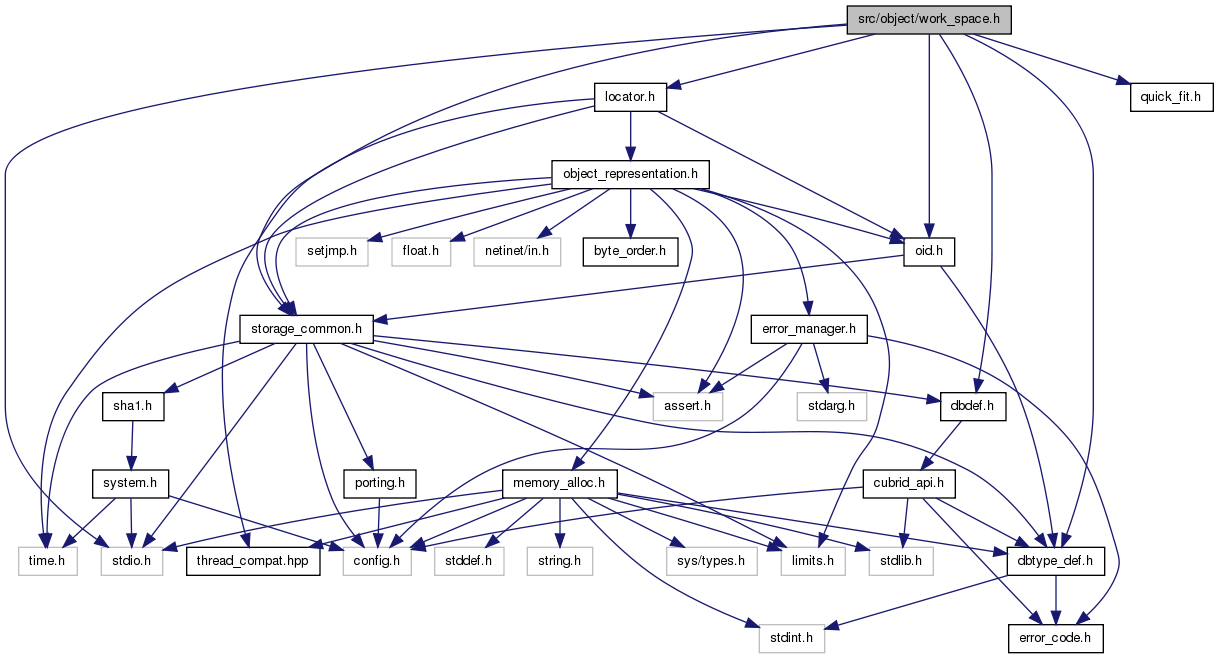 src/object/work_space.h
locator.h
quick_fit.h
object_representation.h
setjmp.h
float.h
netinet/in.h
byte_order.h
oid.h
storage_common.h
error_manager.h
sha1.h
assert.h
stdarg.h
dbdef.h
system.h
porting.h
memory_alloc.h
cubrid_api.h
time.h
stdio.h
thread_compat.hpp
config.h
stddef.h
string.h
sys/types.h
limits.h
stdlib.h
dbtype_def.h
stdint.h
error_code.h